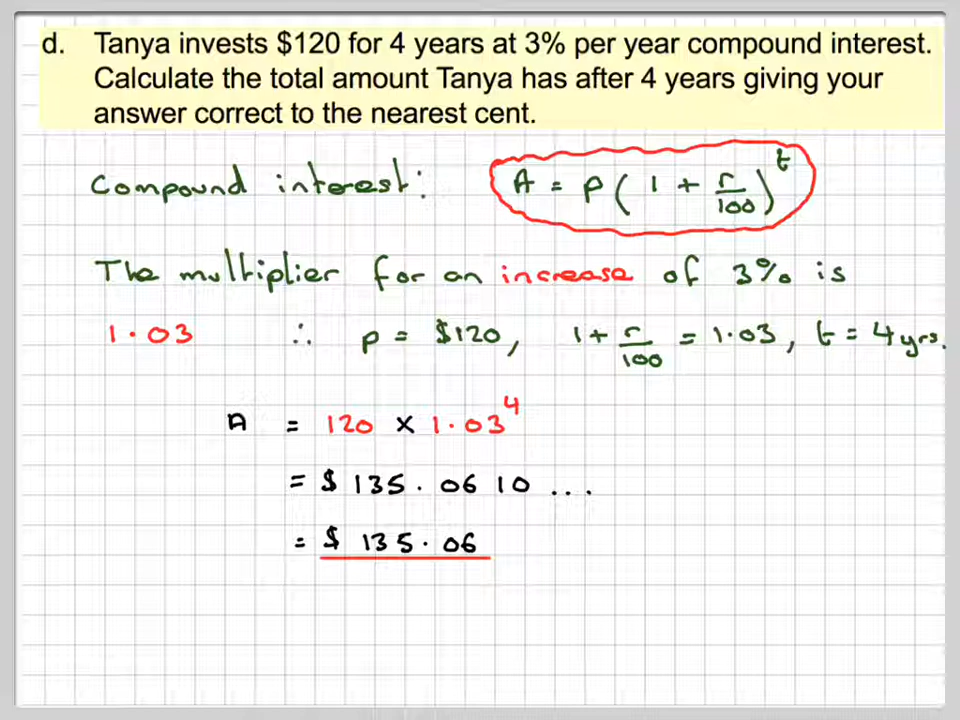 d. Tanya invests $120 for 4 years at 3% per year compound interest.
Calculate the total amount Tanya has after 4 years giving your
answer correct to the nearest cent.
Compound interest: A = P(1 + r/100)^t
The multiplier for an increase of 3% is
1.03 ∴ P = $120, 1 + r/100 = 1.03, t = 4 yrs.
A = 120 × 1.03^4
= $ 135.0610 ...
= $ 135.06